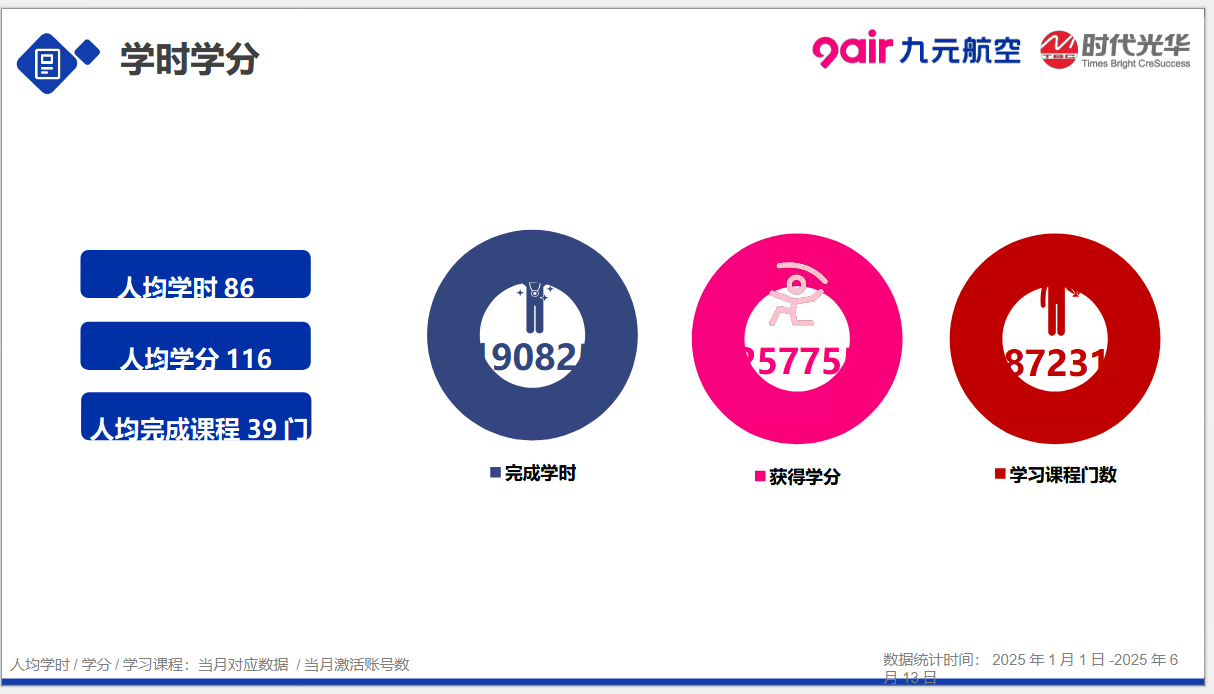 学时学分
9air 九元航空
时代光华
TBC
Times Bright CreSuccess
人均学时 86
人均学分 116
人均完成课程 39 门
9082
5775
87231
完成学时
获得学分
学习课程门数
人均学时 / 学分 / 学习课程：当月对应数据 / 当月激活账号数
数据统计时间： 2025 年 1 月 1 日 -2025 年 6
月 13 日